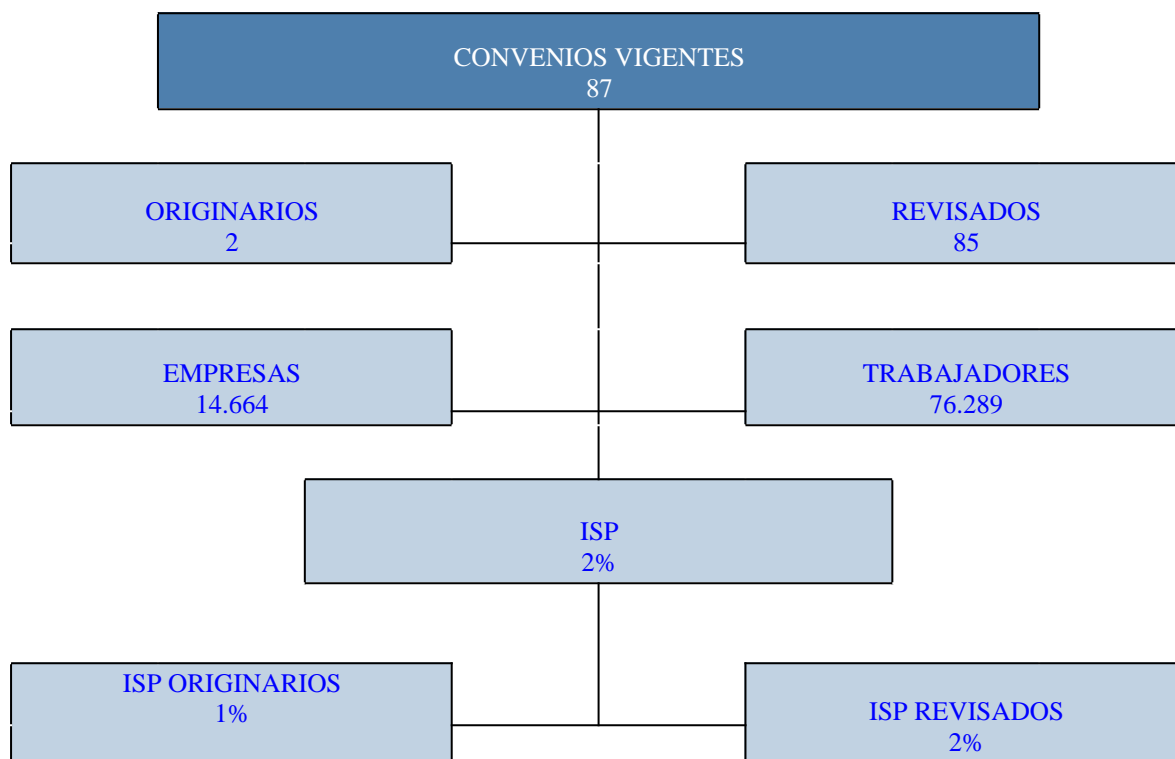 CONVENIOS VIGENTES
87
ORIGINARIOS
2
REVISADOS
85
EMPRESAS
14.664
TRABAJADORES
76.289
ISP
2%
ISP ORIGINARIOS
1%
ISP REVISADOS
2%